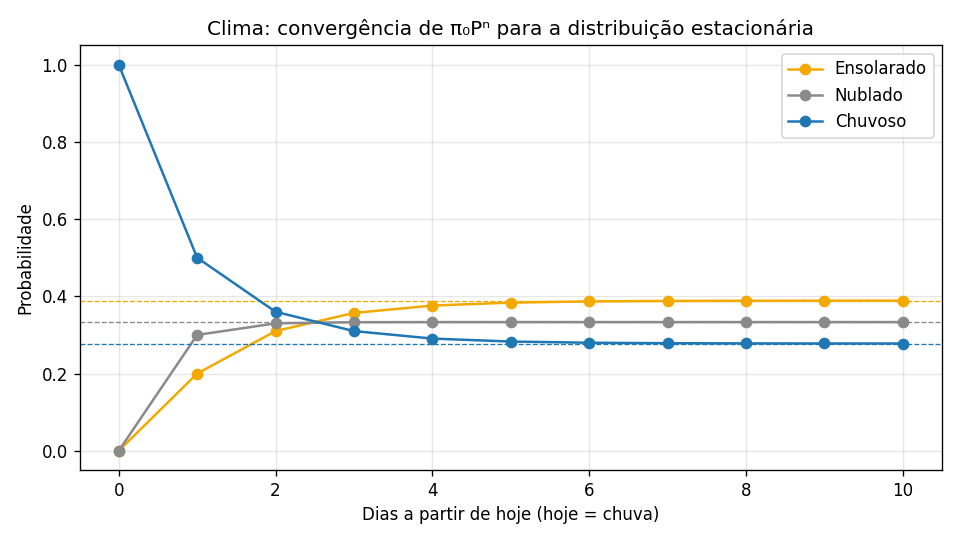 Clima: convergência de π₀Pⁿ para a distribuição estacionária
Ensolarado
Nublado
Chuvoso
Probabilidade
1.0
0.8
0.6
0.4
0.2
0.0
0 2 4 6 8 10
Dias a partir de hoje (hoje = chuva)